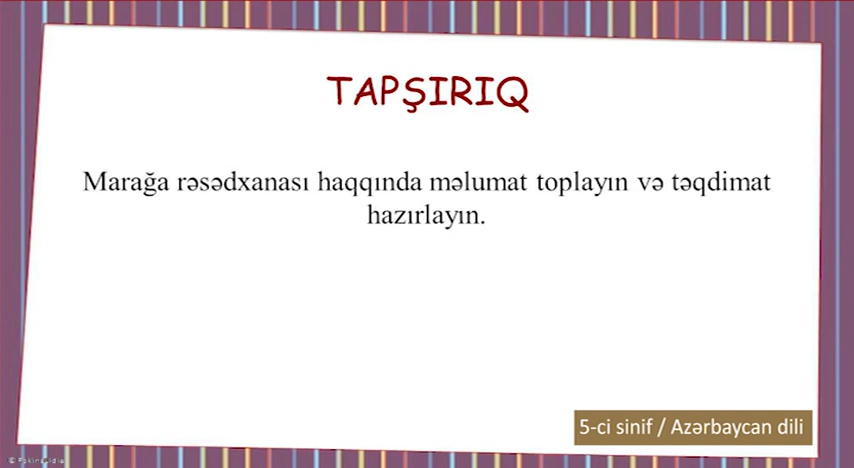 TAPŞIRIQ
Marağa rəsədxanası haqqında məlumat toplayın və təqdimat
hazırlayın.
5-ci sinif / Azərbaycan dili